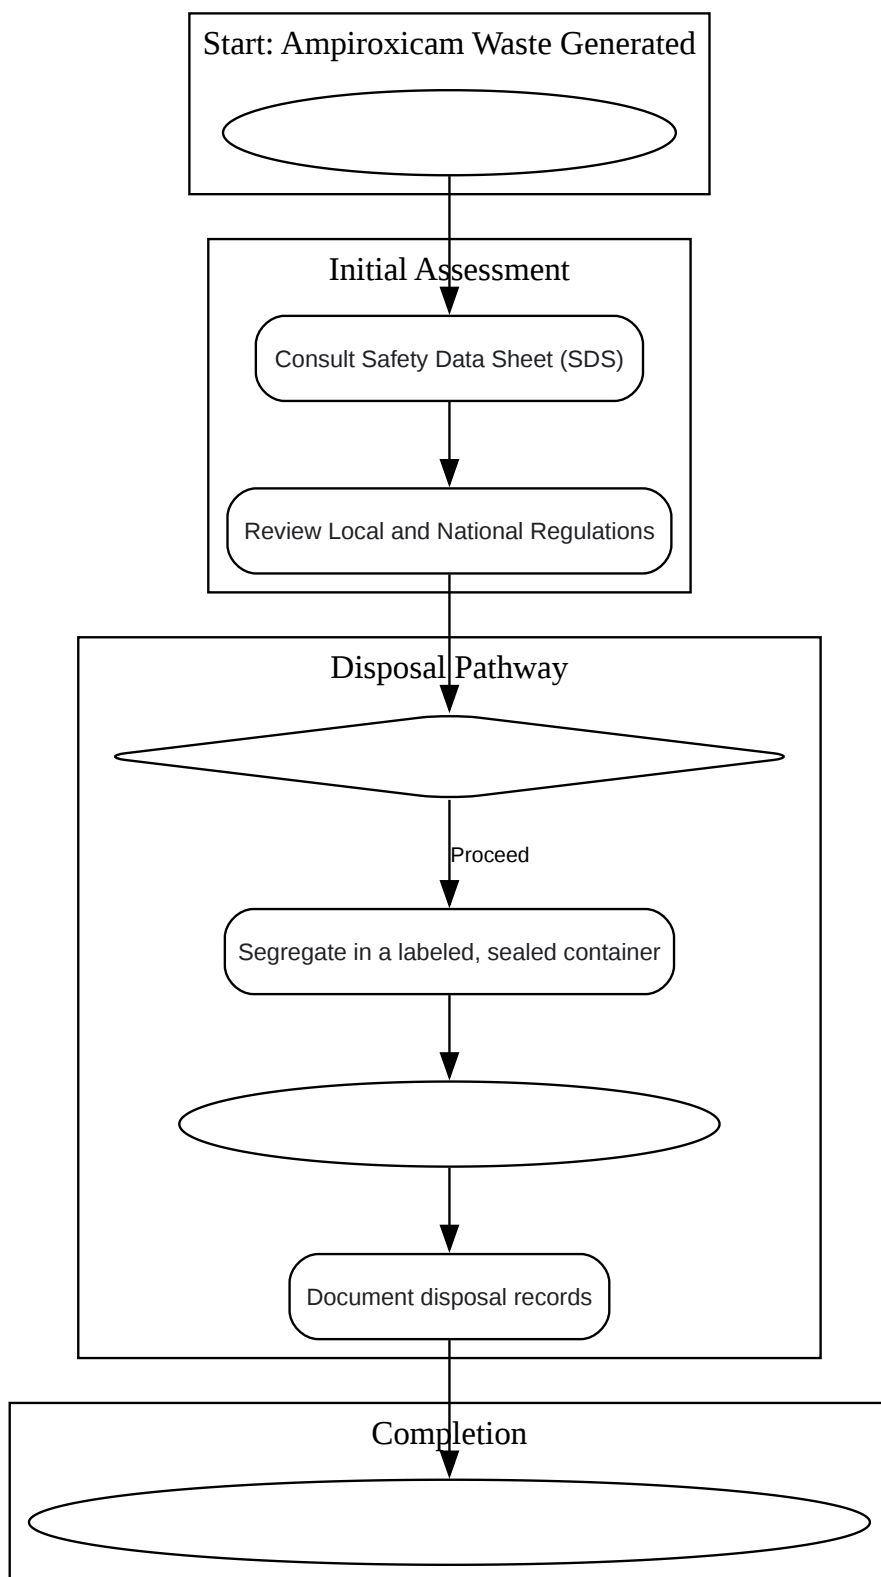 Start: Ampiroxicam Waste Generated
Initial Assessment
Consult Safety Data Sheet (SDS)
Review Local and National Regulations
Disposal Pathway
Proceed
Segregate in a labeled, sealed container
Document disposal records
Completion